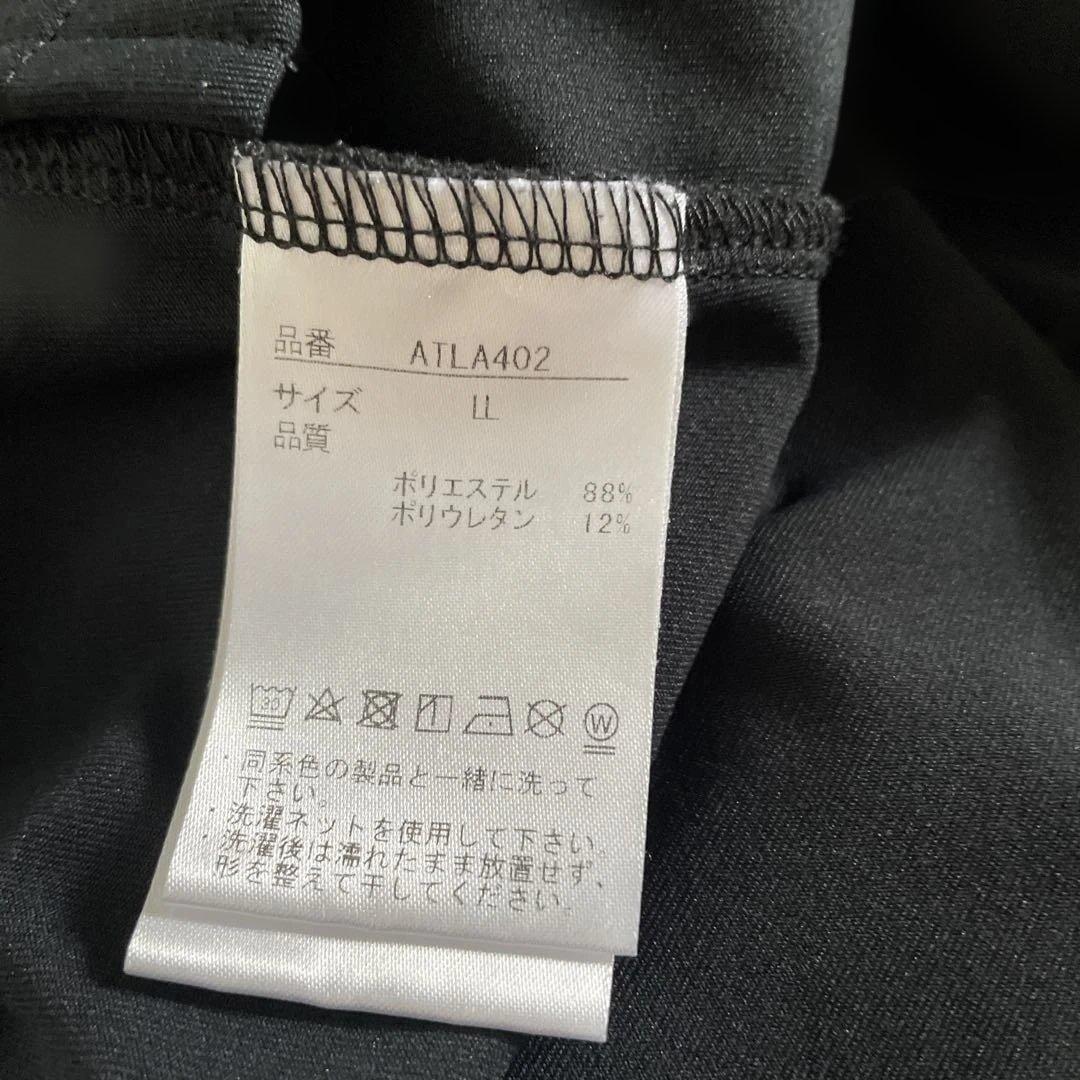 品番 ATLA402
サイズ LL
品質
ポリエステル 88%
ポリウレタン 12%
30 W
・同系色の製品と一緒に洗って
下さい。
・洗濯ネットを使用して下さい。
・洗濯後は濡れたまま放置せず、
形を整えて干してください。